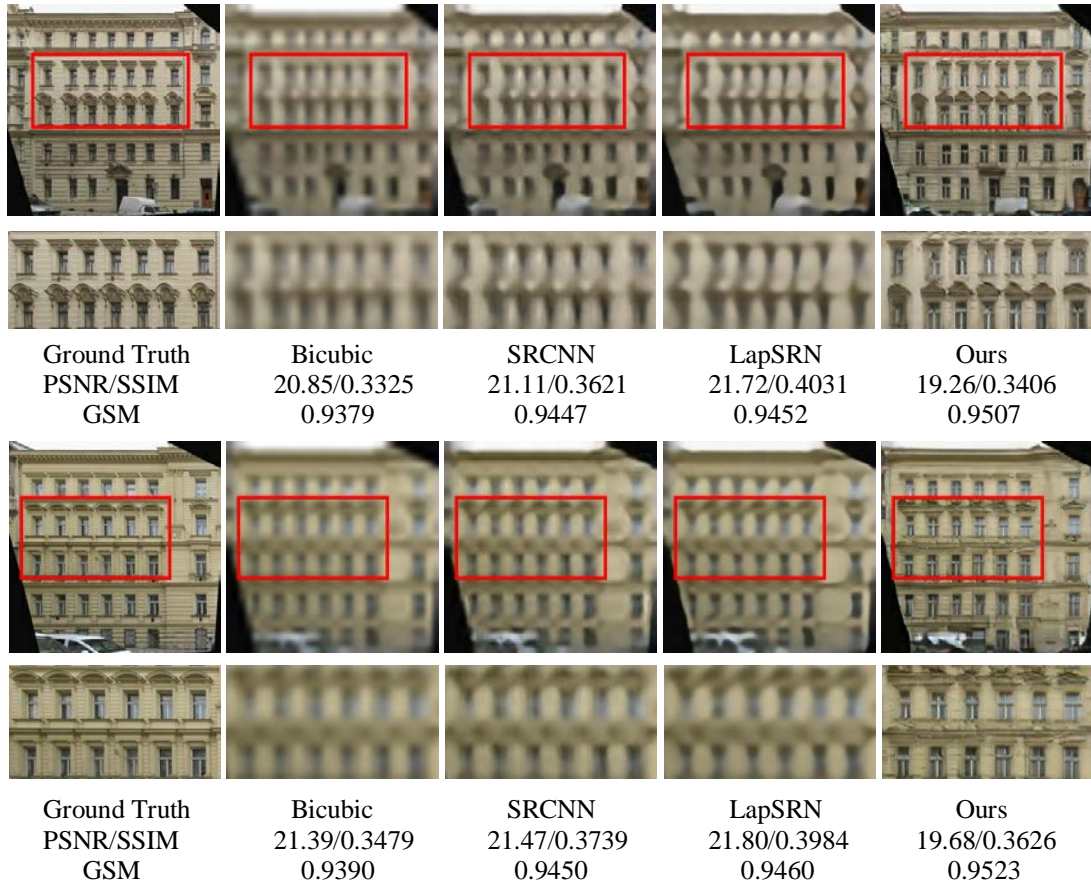 Ground Truth Bicubic SRCNN LapSRN Ours
PSNR/SSIM 20.85/0.3325 21.11/0.3621 21.72/0.4031 19.26/0.3406
GSM 0.9379 0.9447 0.9452 0.9507
Ground Truth Bicubic SRCNN LapSRN Ours
PSNR/SSIM 21.39/0.3479 21.47/0.3739 21.80/0.3984 19.68/0.3626
GSM 0.9390 0.9450 0.9460 0.9523